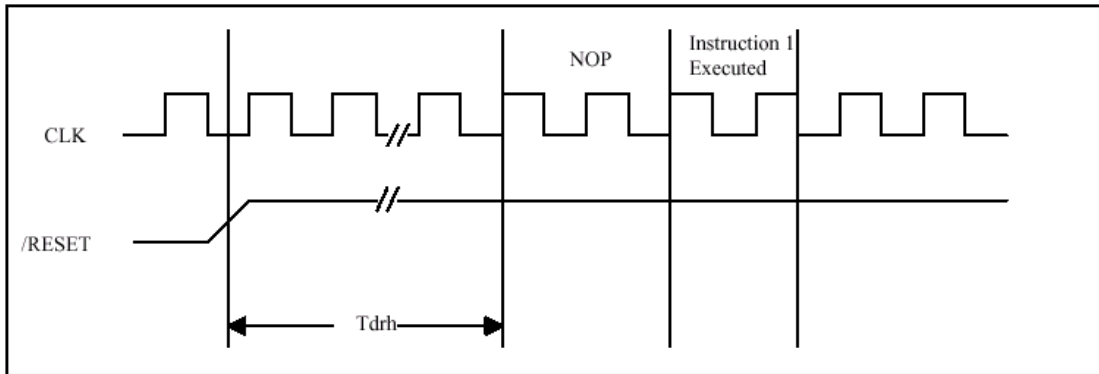 NOP
Instruction 1
Executed
CLK
/RESET
Tdrh